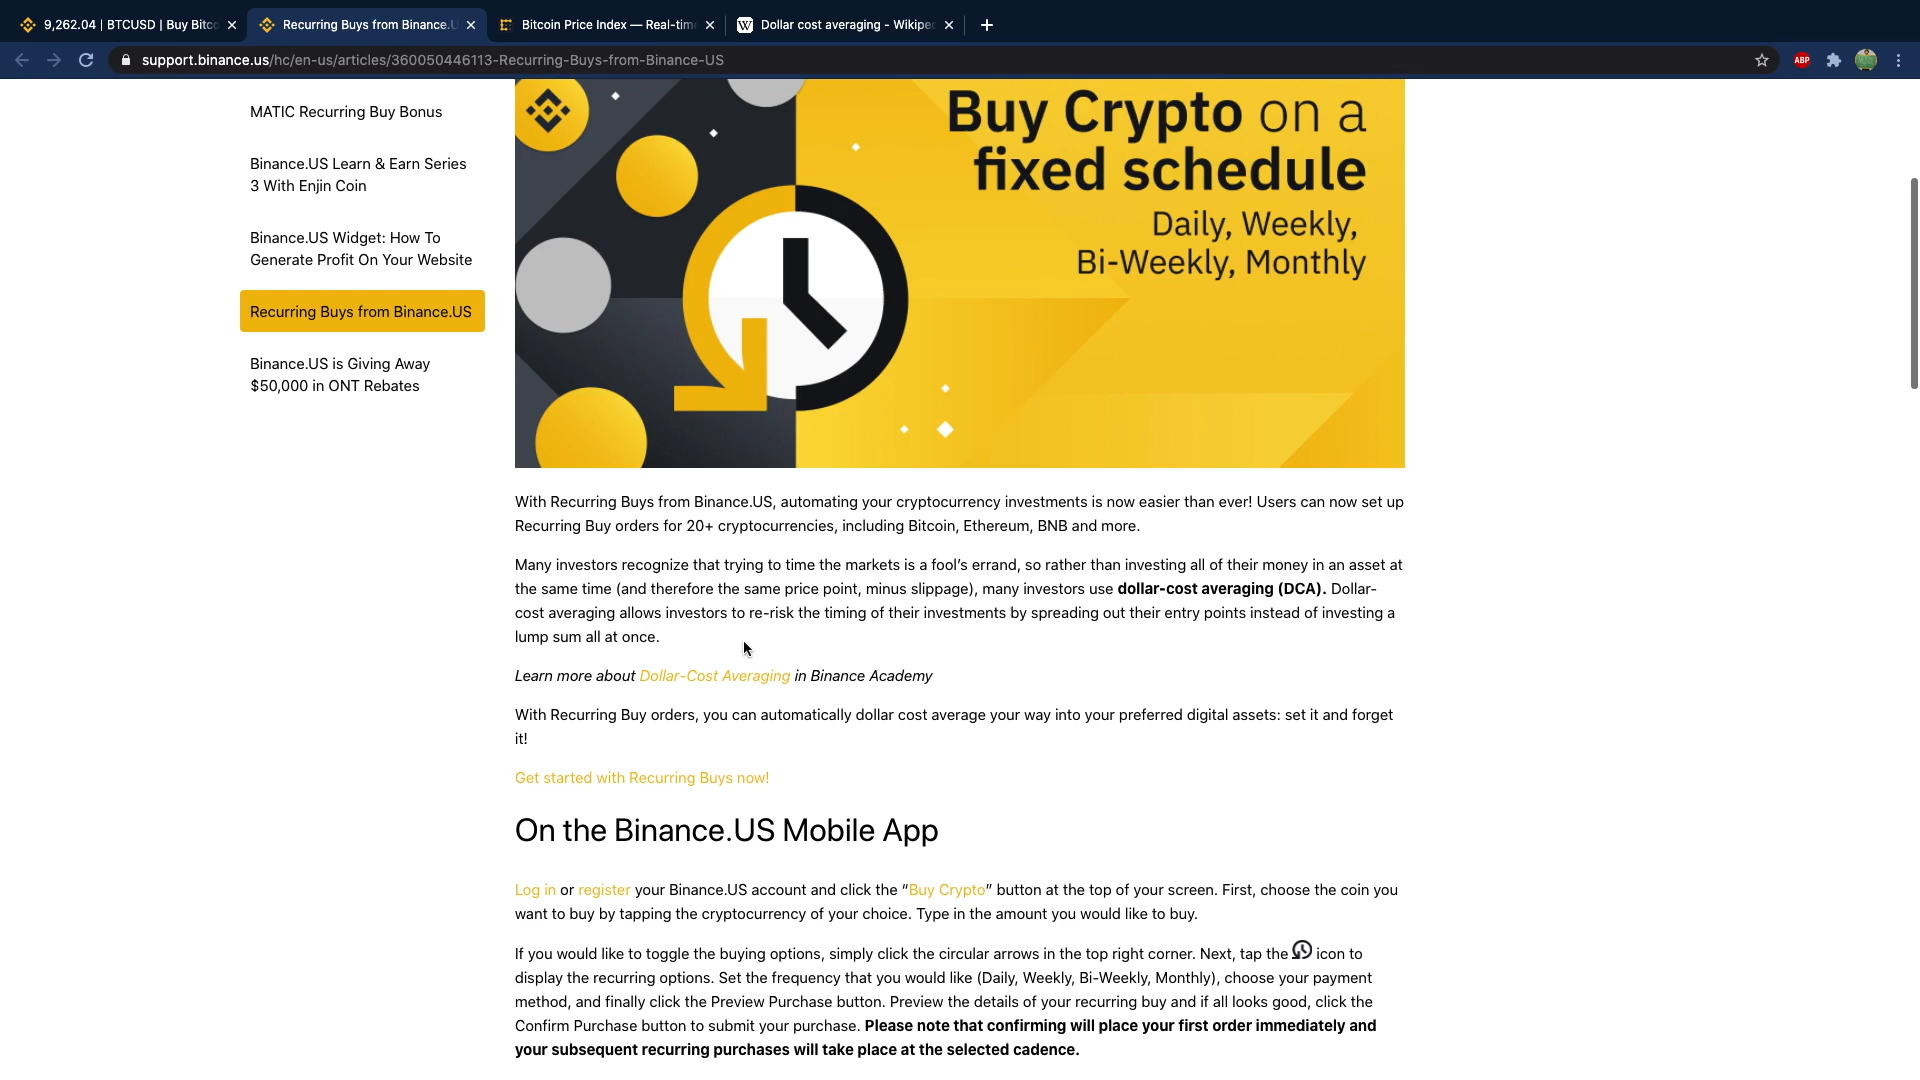 9,262.04 | BTCUSD | Buy Bitco
Recurring Buys from Binance.U
Bitcoin Price Index — Real-tim
Dollar cost averaging - Wikiped
support.binance.us/hc/en-us/articles/360050446113-Recurring-Buys-from-Binance-US
ABP
MATIC Recurring Buy Bonus
Binance.US Learn & Earn Series
3 With Enjin Coin
Binance.US Widget: How To
Generate Profit On Your Website
Recurring Buys from Binance.US
Binance.US is Giving Away
$50,000 in ONT Rebates
Buy Crypto on a
fixed schedule
Daily, Weekly,
Bi-Weekly, Monthly
With Recurring Buys from Binance.US, automating your cryptocurrency investments is now easier than ever! Users can now set up
Recurring Buy orders for 20+ cryptocurrencies, including Bitcoin, Ethereum, BNB and more.
Many investors recognize that trying to time the markets is a fool’s errand, so rather than investing all of their money in an asset at
the same time (and therefore the same price point, minus slippage), many investors use dollar-cost averaging (DCA). Dollar-
cost averaging allows investors to re-risk the timing of their investments by spreading out their entry points instead of investing a
lump sum all at once.
Learn more about Dollar-Cost Averaging in Binance Academy
With Recurring Buy orders, you can automatically dollar cost average your way into your preferred digital assets: set it and forget
it!
Get started with Recurring Buys now!
On the Binance.US Mobile App
Log in or register your Binance.US account and click the “Buy Crypto” button at the top of your screen. First, choose the coin you
want to buy by tapping the cryptocurrency of your choice. Type in the amount you would like to buy.
If you would like to toggle the buying options, simply click the circular arrows in the top right corner. Next, tap the icon to
display the recurring options. Set the frequency that you would like (Daily, Weekly, Bi-Weekly, Monthly), choose your payment
method, and finally click the Preview Purchase button. Preview the details of your recurring buy and if all looks good, click the
Confirm Purchase button to submit your purchase. Please note that confirming will place your first order immediately and
your subsequent recurring purchases will take place at the selected cadence.